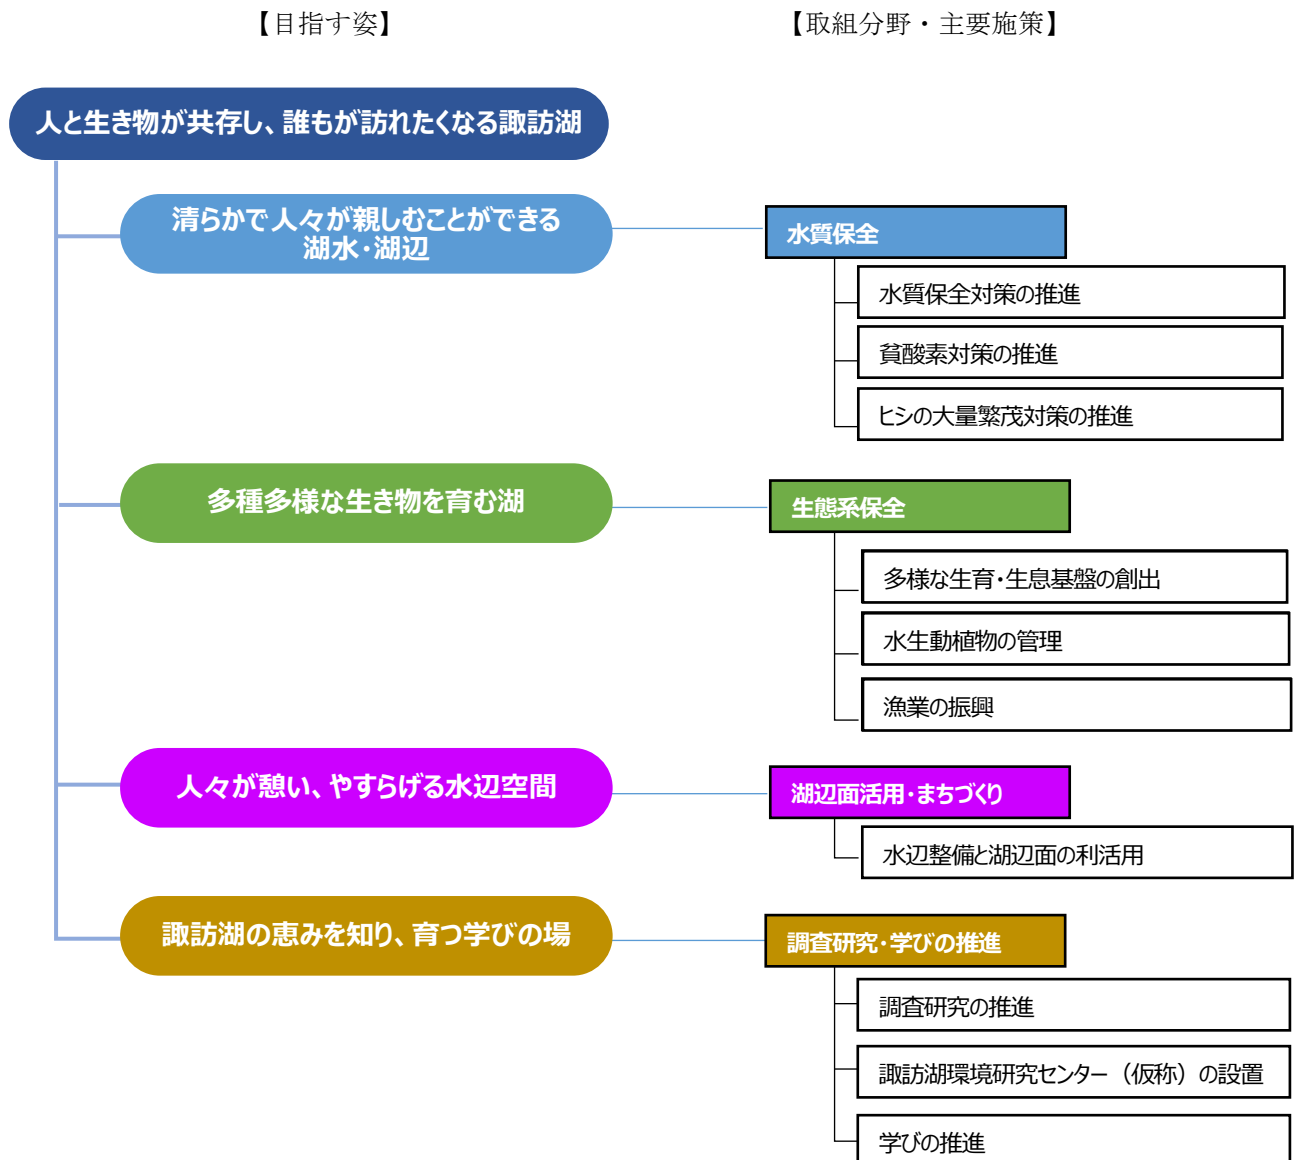 【目指す姿】
【取組分野・主要施策】
人と生き物が共存し、誰もが訪れたくなる諏訪湖
清らかで人々が親しむことができる
湖水・湖辺
水質保全
水質保全対策の推進
貧酸素対策の推進
ヒシの大量繁茂対策の推進
多種多様な生き物を育む湖
生態系保全
多様な生育・生息基盤の創出
水生動植物の管理
漁業の振興
人々が憩い、やすらげる水辺空間
湖辺面活用・まちづくり
水辺整備と湖辺面の利活用
諏訪湖の恵みを知り、育つ学びの場
調査研究・学びの推進
調査研究の推進
諏訪湖環境研究センター（仮称）の設置
学びの推進